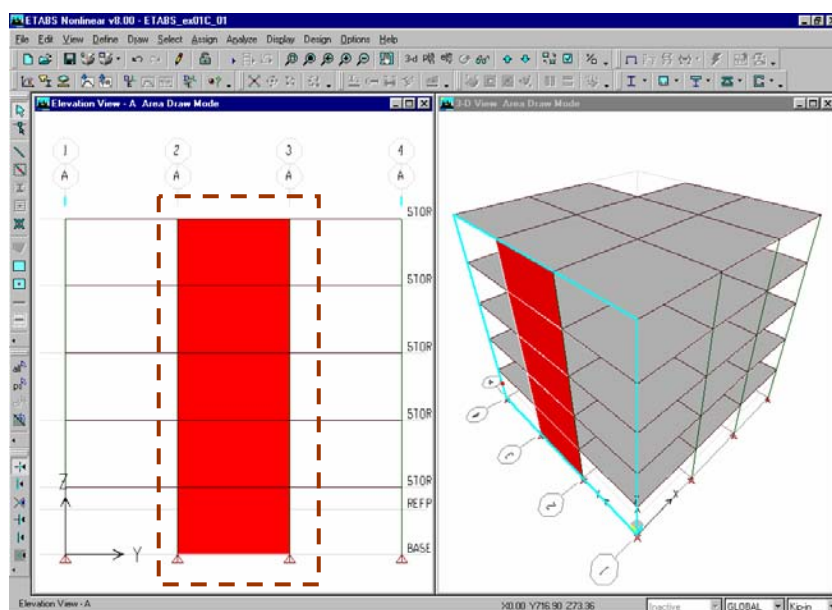 ETABS Nonlinear v8.00 - ETABS_ex01C_01
File Edit View Define Draw Select Assign Analyze Display Design Options Help
3-d
Elevation View - A Area Draw Mode
3-D View Area Draw Mode
1 2 3 4
A A A A
STOR
STOR
STOR
STOR
STOR
REFP
BASE
Z
Y
X
Elevation View - A
X0.00 Y716.90 Z73.36
Inactive
GLOBAL
Kip-in